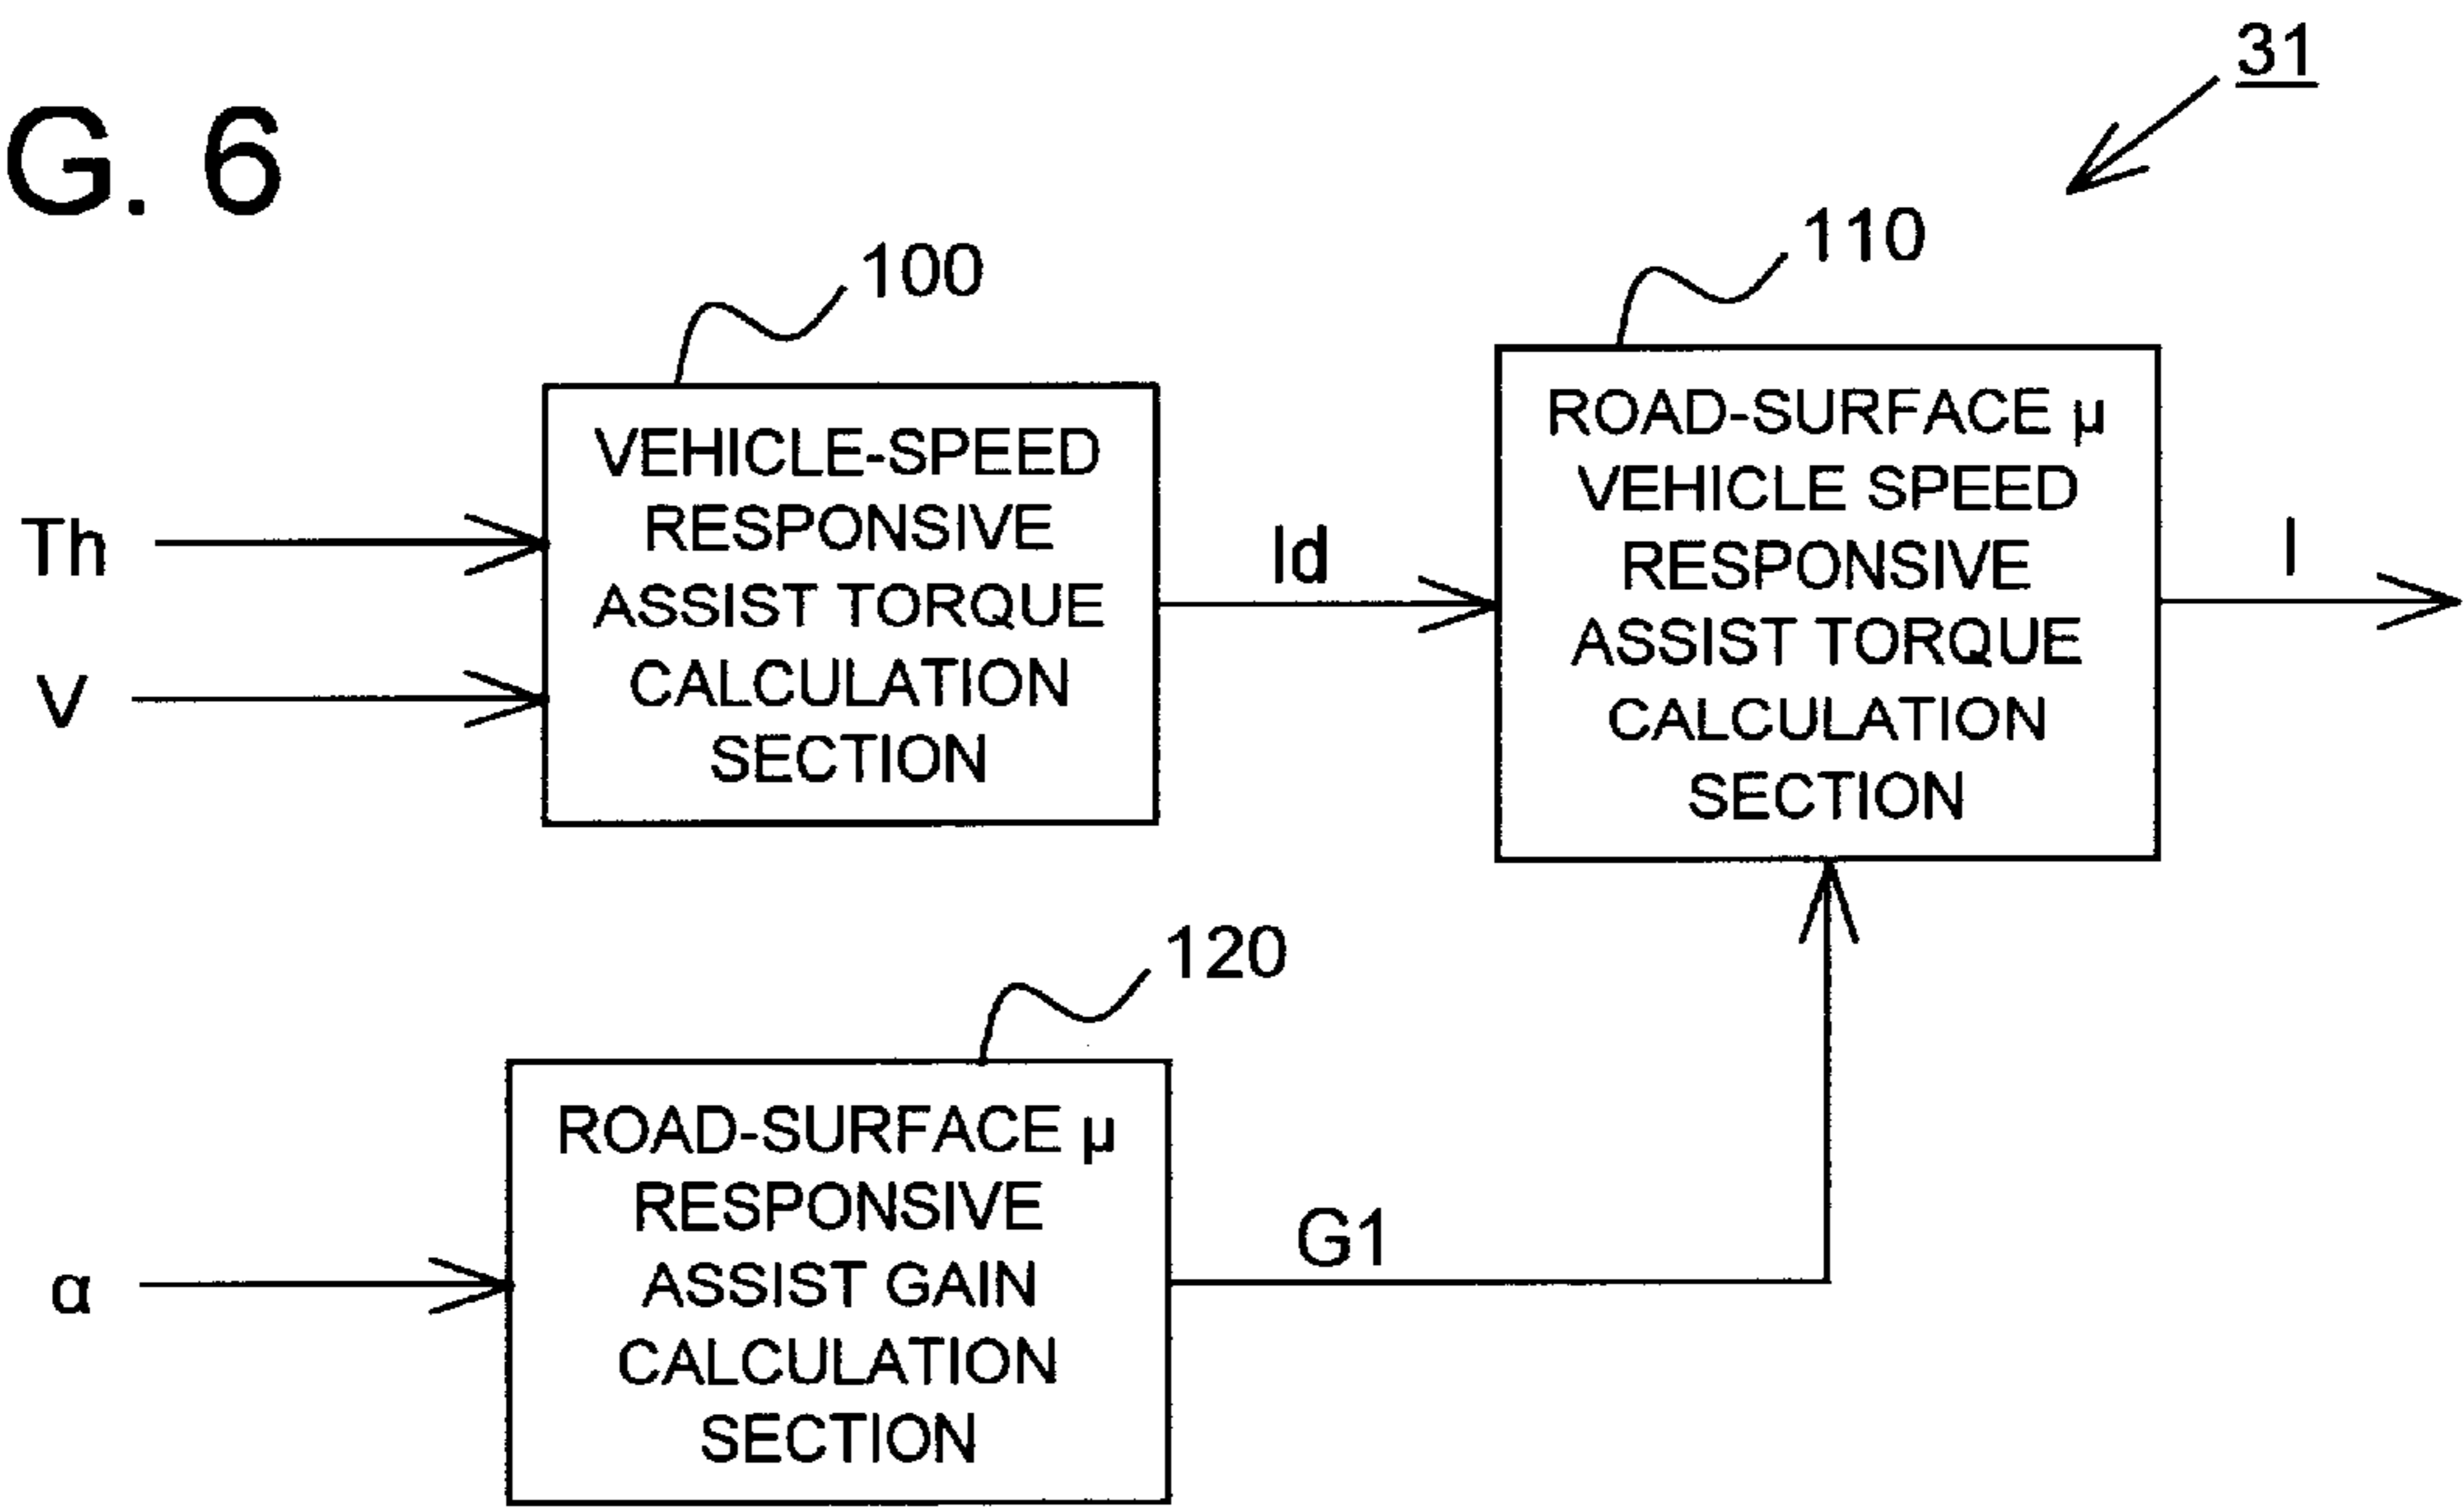 G. 6
31
100
110
VEHICLE-SPEED
RESPONSIVE
ASSIST TORQUE
CALCULATION
SECTION
ROAD-SURFACE μ
VEHICLE SPEED
RESPONSIVE
ASSIST TORQUE
CALCULATION
SECTION
Th
V
Id
I
120
ROAD-SURFACE μ
RESPONSIVE
ASSIST GAIN
CALCULATION
SECTION
α
G1